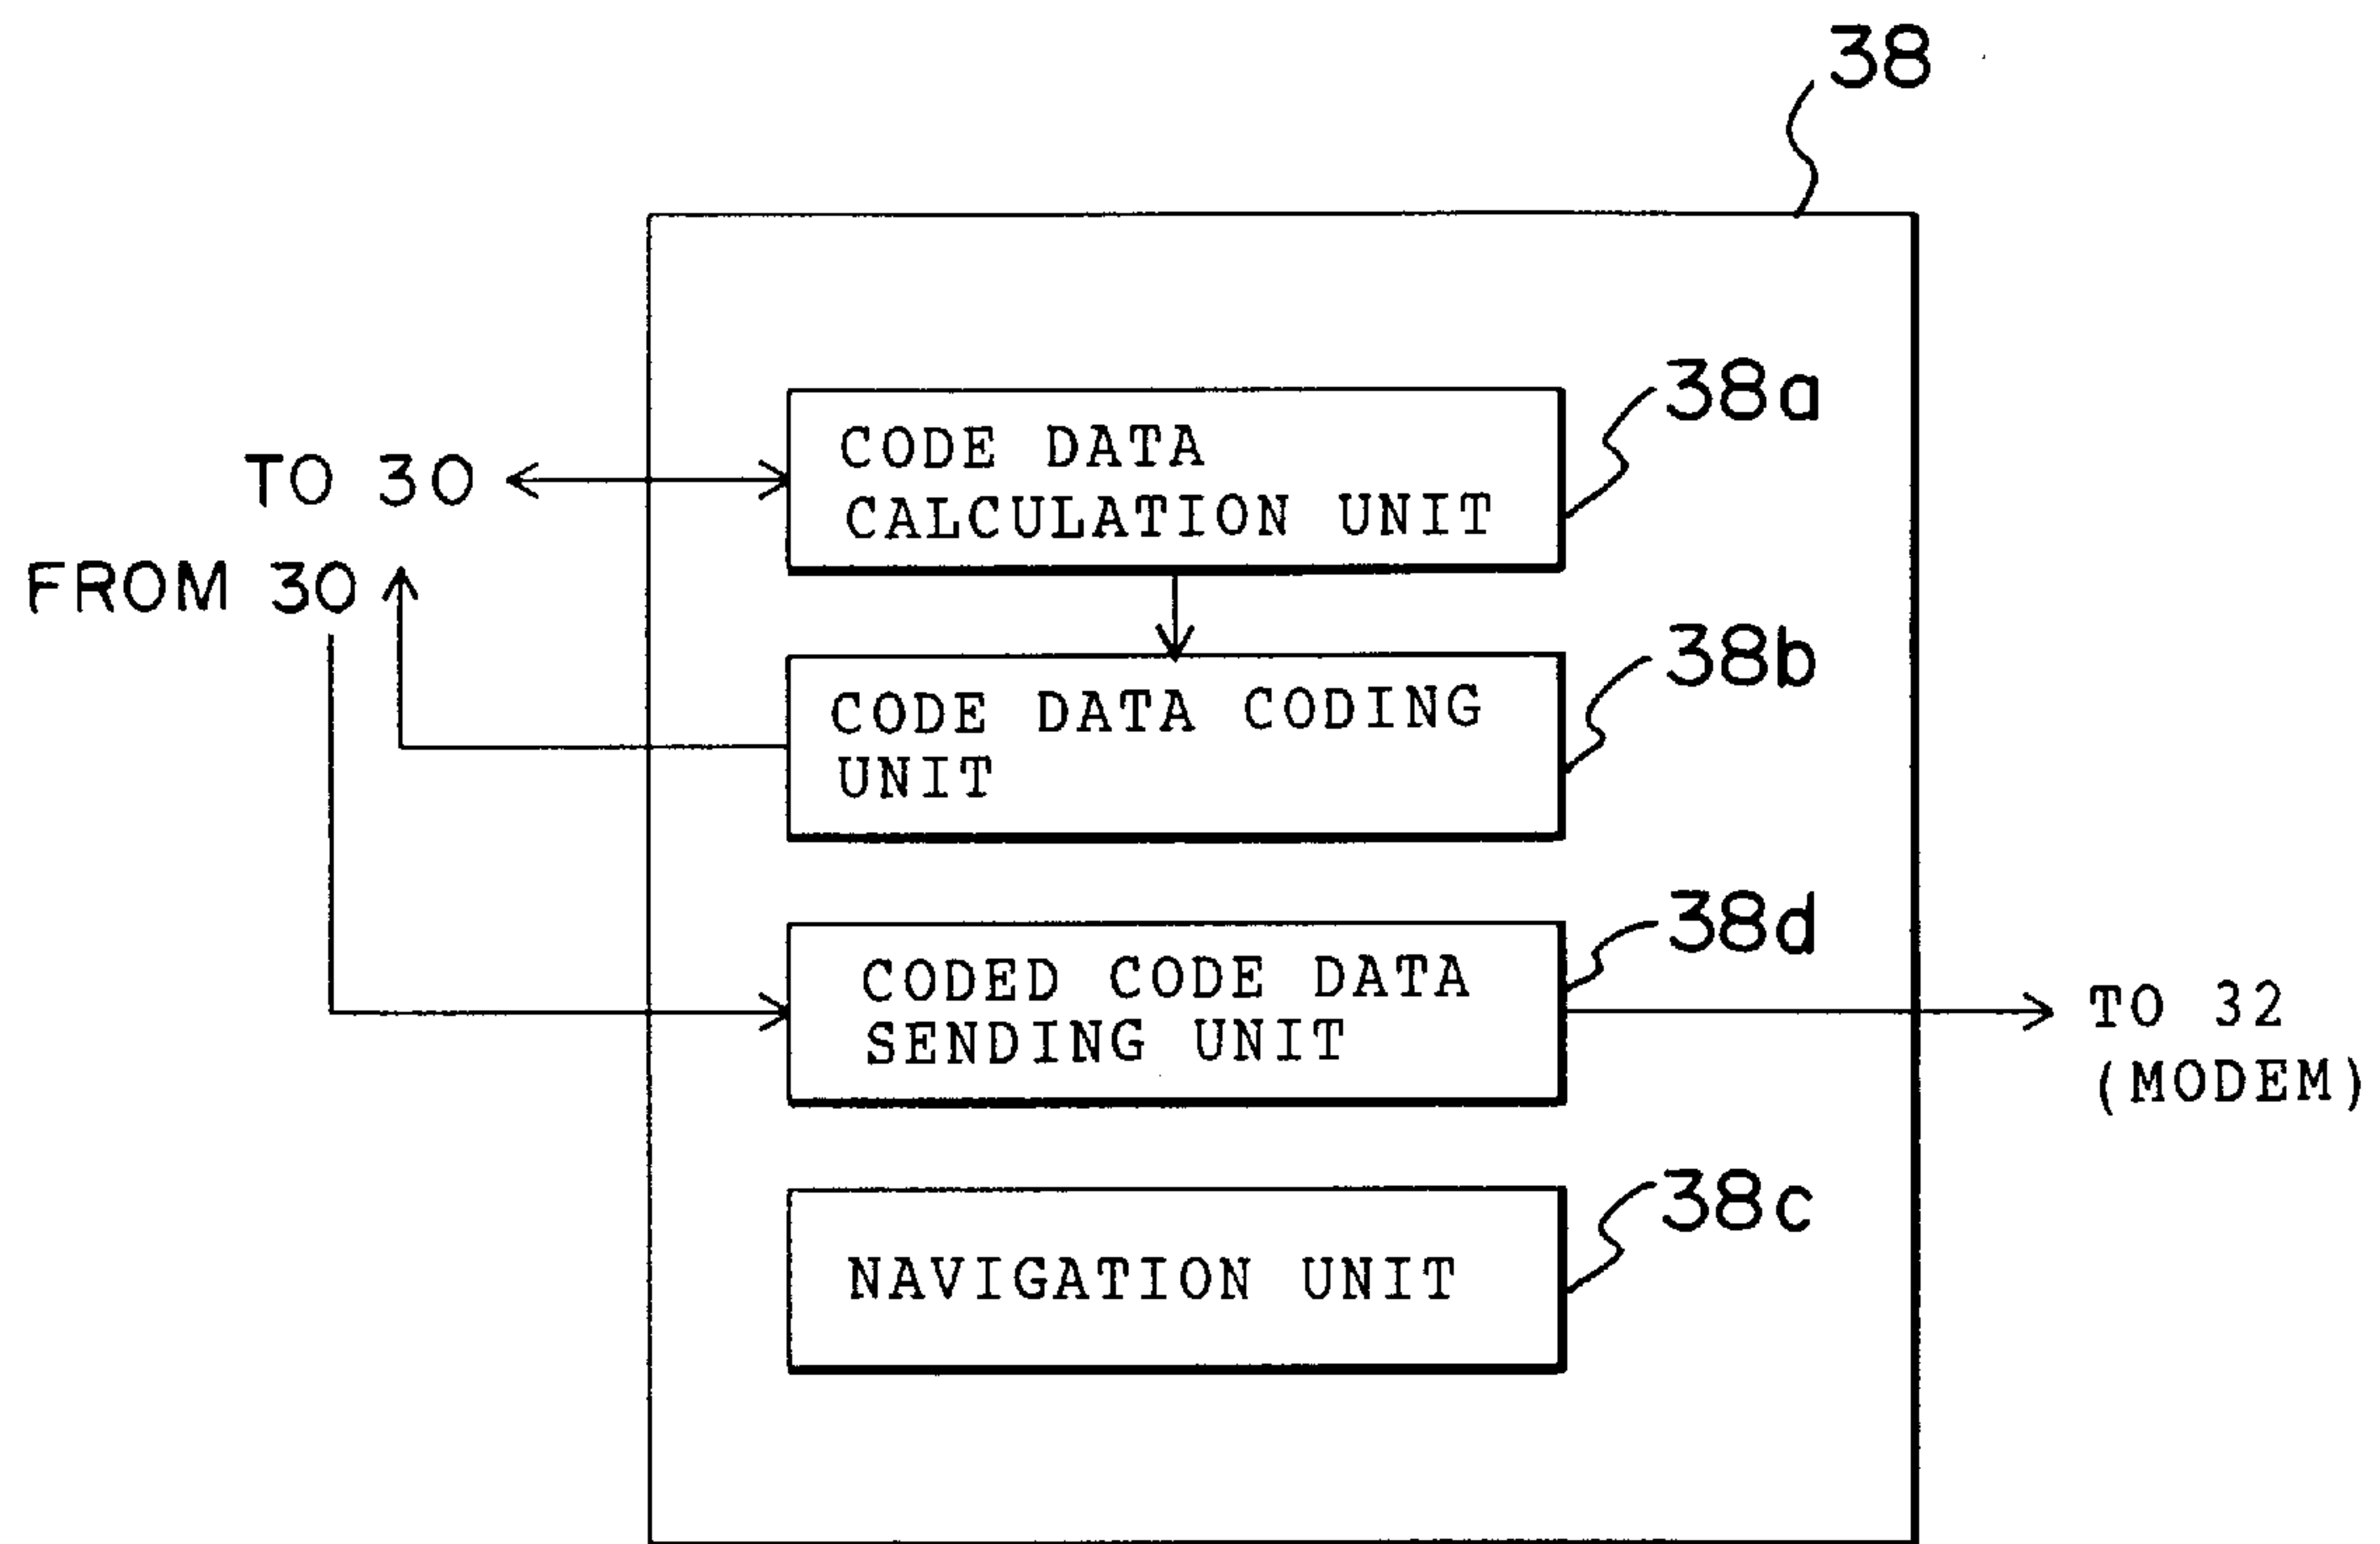 38
38a
CODE DATA
CALCULATION UNIT
TO 30
FROM 30
38b
CODE DATA CODING
UNIT
38d
CODED CODE DATA
SENDING UNIT
TO 32
(MODEM)
38c
NAVIGATION UNIT